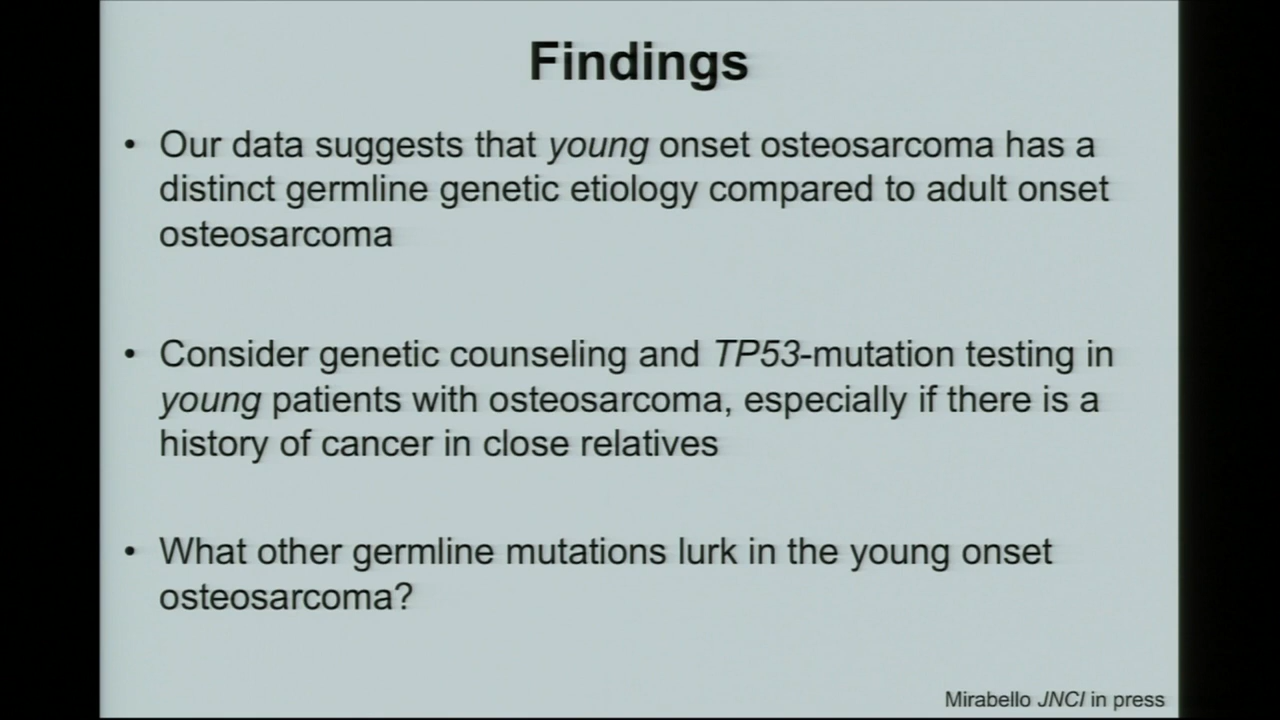 Findings
• Our data suggests that young onset osteosarcoma has a
distinct germline genetic etiology compared to adult onset
osteosarcoma
• Consider genetic counseling and TP53-mutation testing in
young patients with osteosarcoma, especially if there is a
history of cancer in close relatives
• What other germline mutations lurk in the young onset
osteosarcoma?
Mirabello JNCI in press